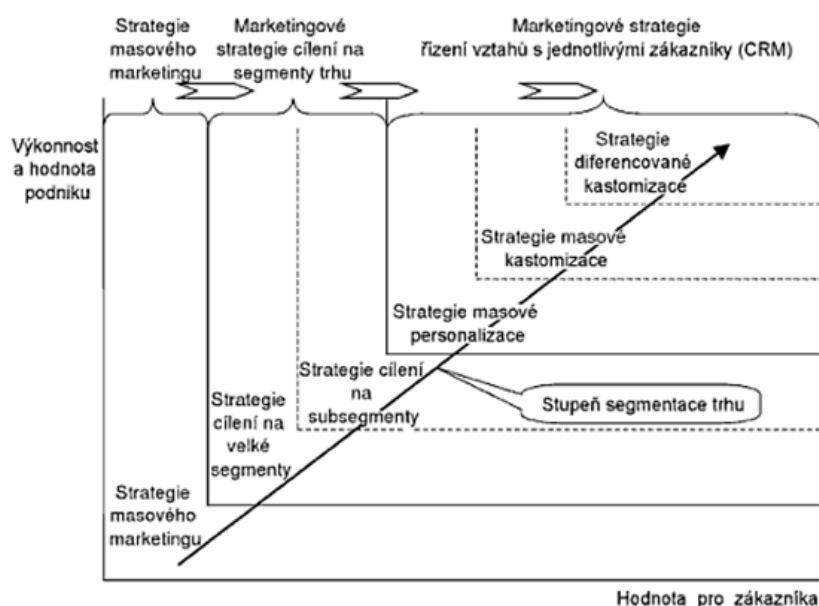 Strategie
masového
marketingu
Marketingové
strategie cílení na
segmenty trhu
Marketingové strategie
řízení vztahů s jednotlivými zákazníky (CRM)
Výkonnost
a hodnota
podniku
Strategie
diferencované
kastomizace
Strategie masové
kastomizace
Strategie masové
personalizace
Strategie cílení
na
subsegmenty
Stupeň segmentace trhu
Strategie
cílení na
velké
segmenty
Strategie
masového
marketingu
Hodnota pro zákazníka